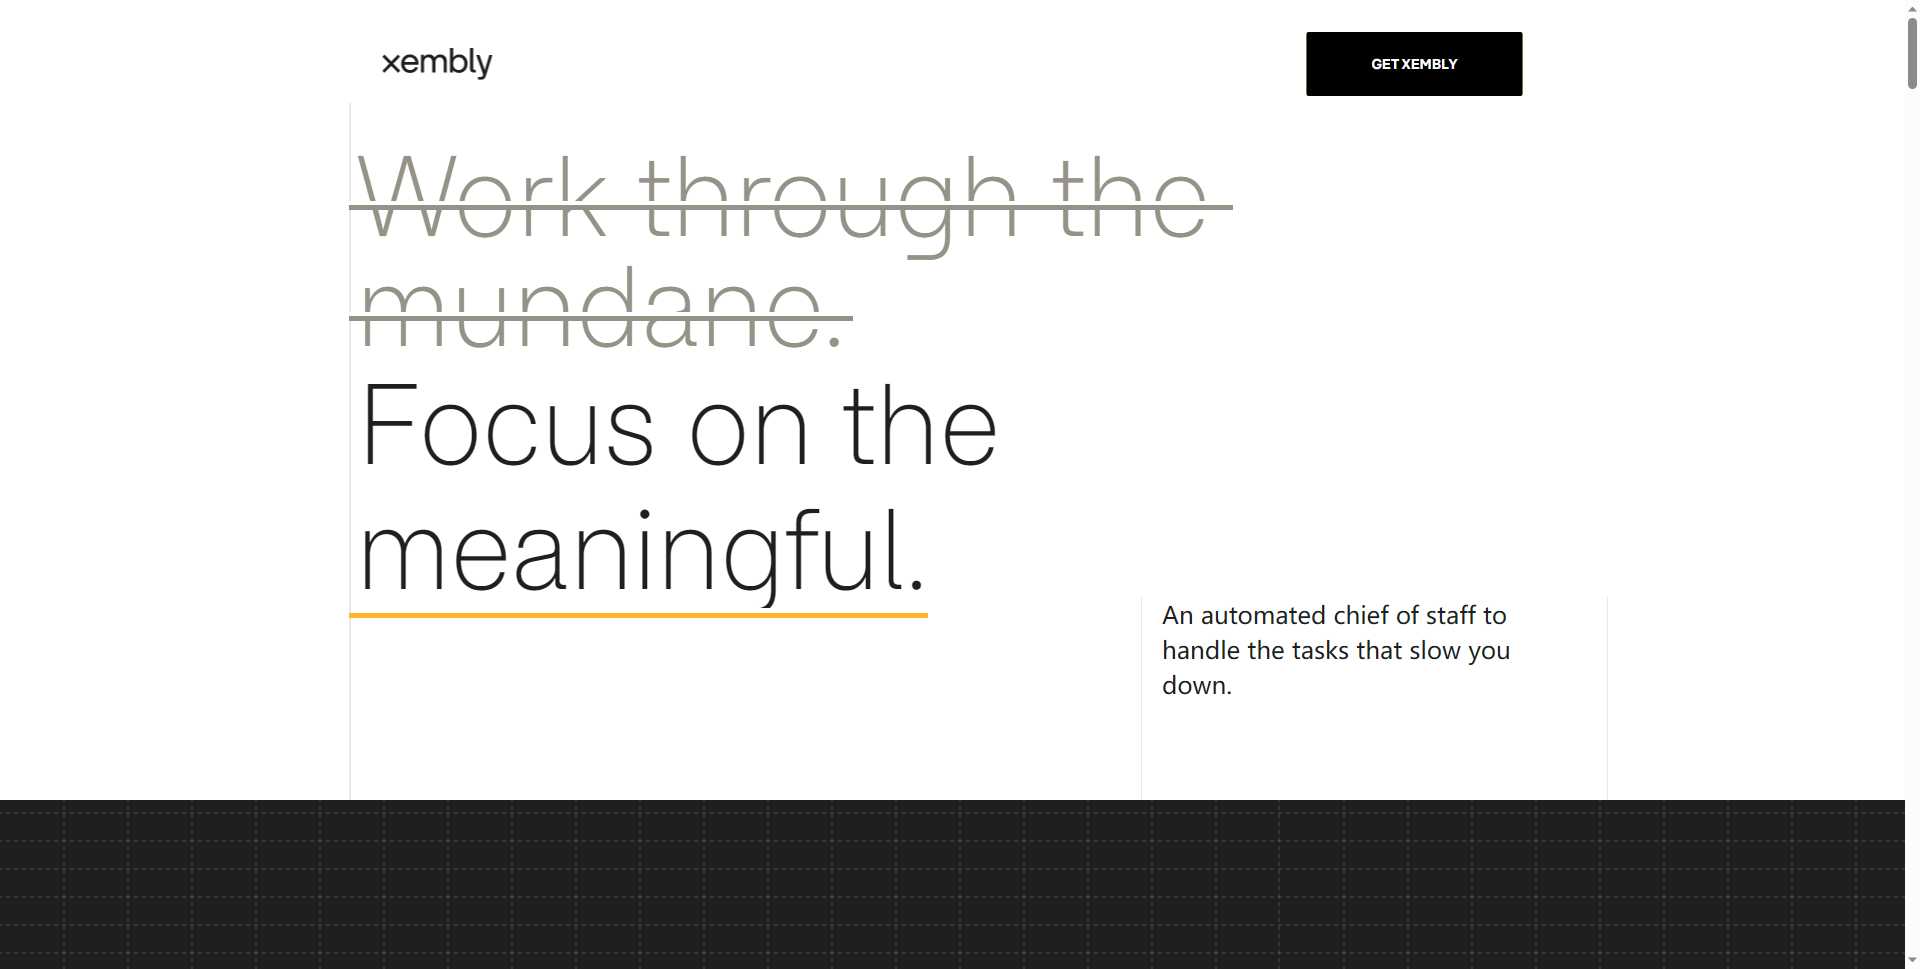 xembly
GET XEMBLY
Work through the
mundane.
Focus on the
meaningful.
An automated chief of staff to
handle the tasks that slow you
down.